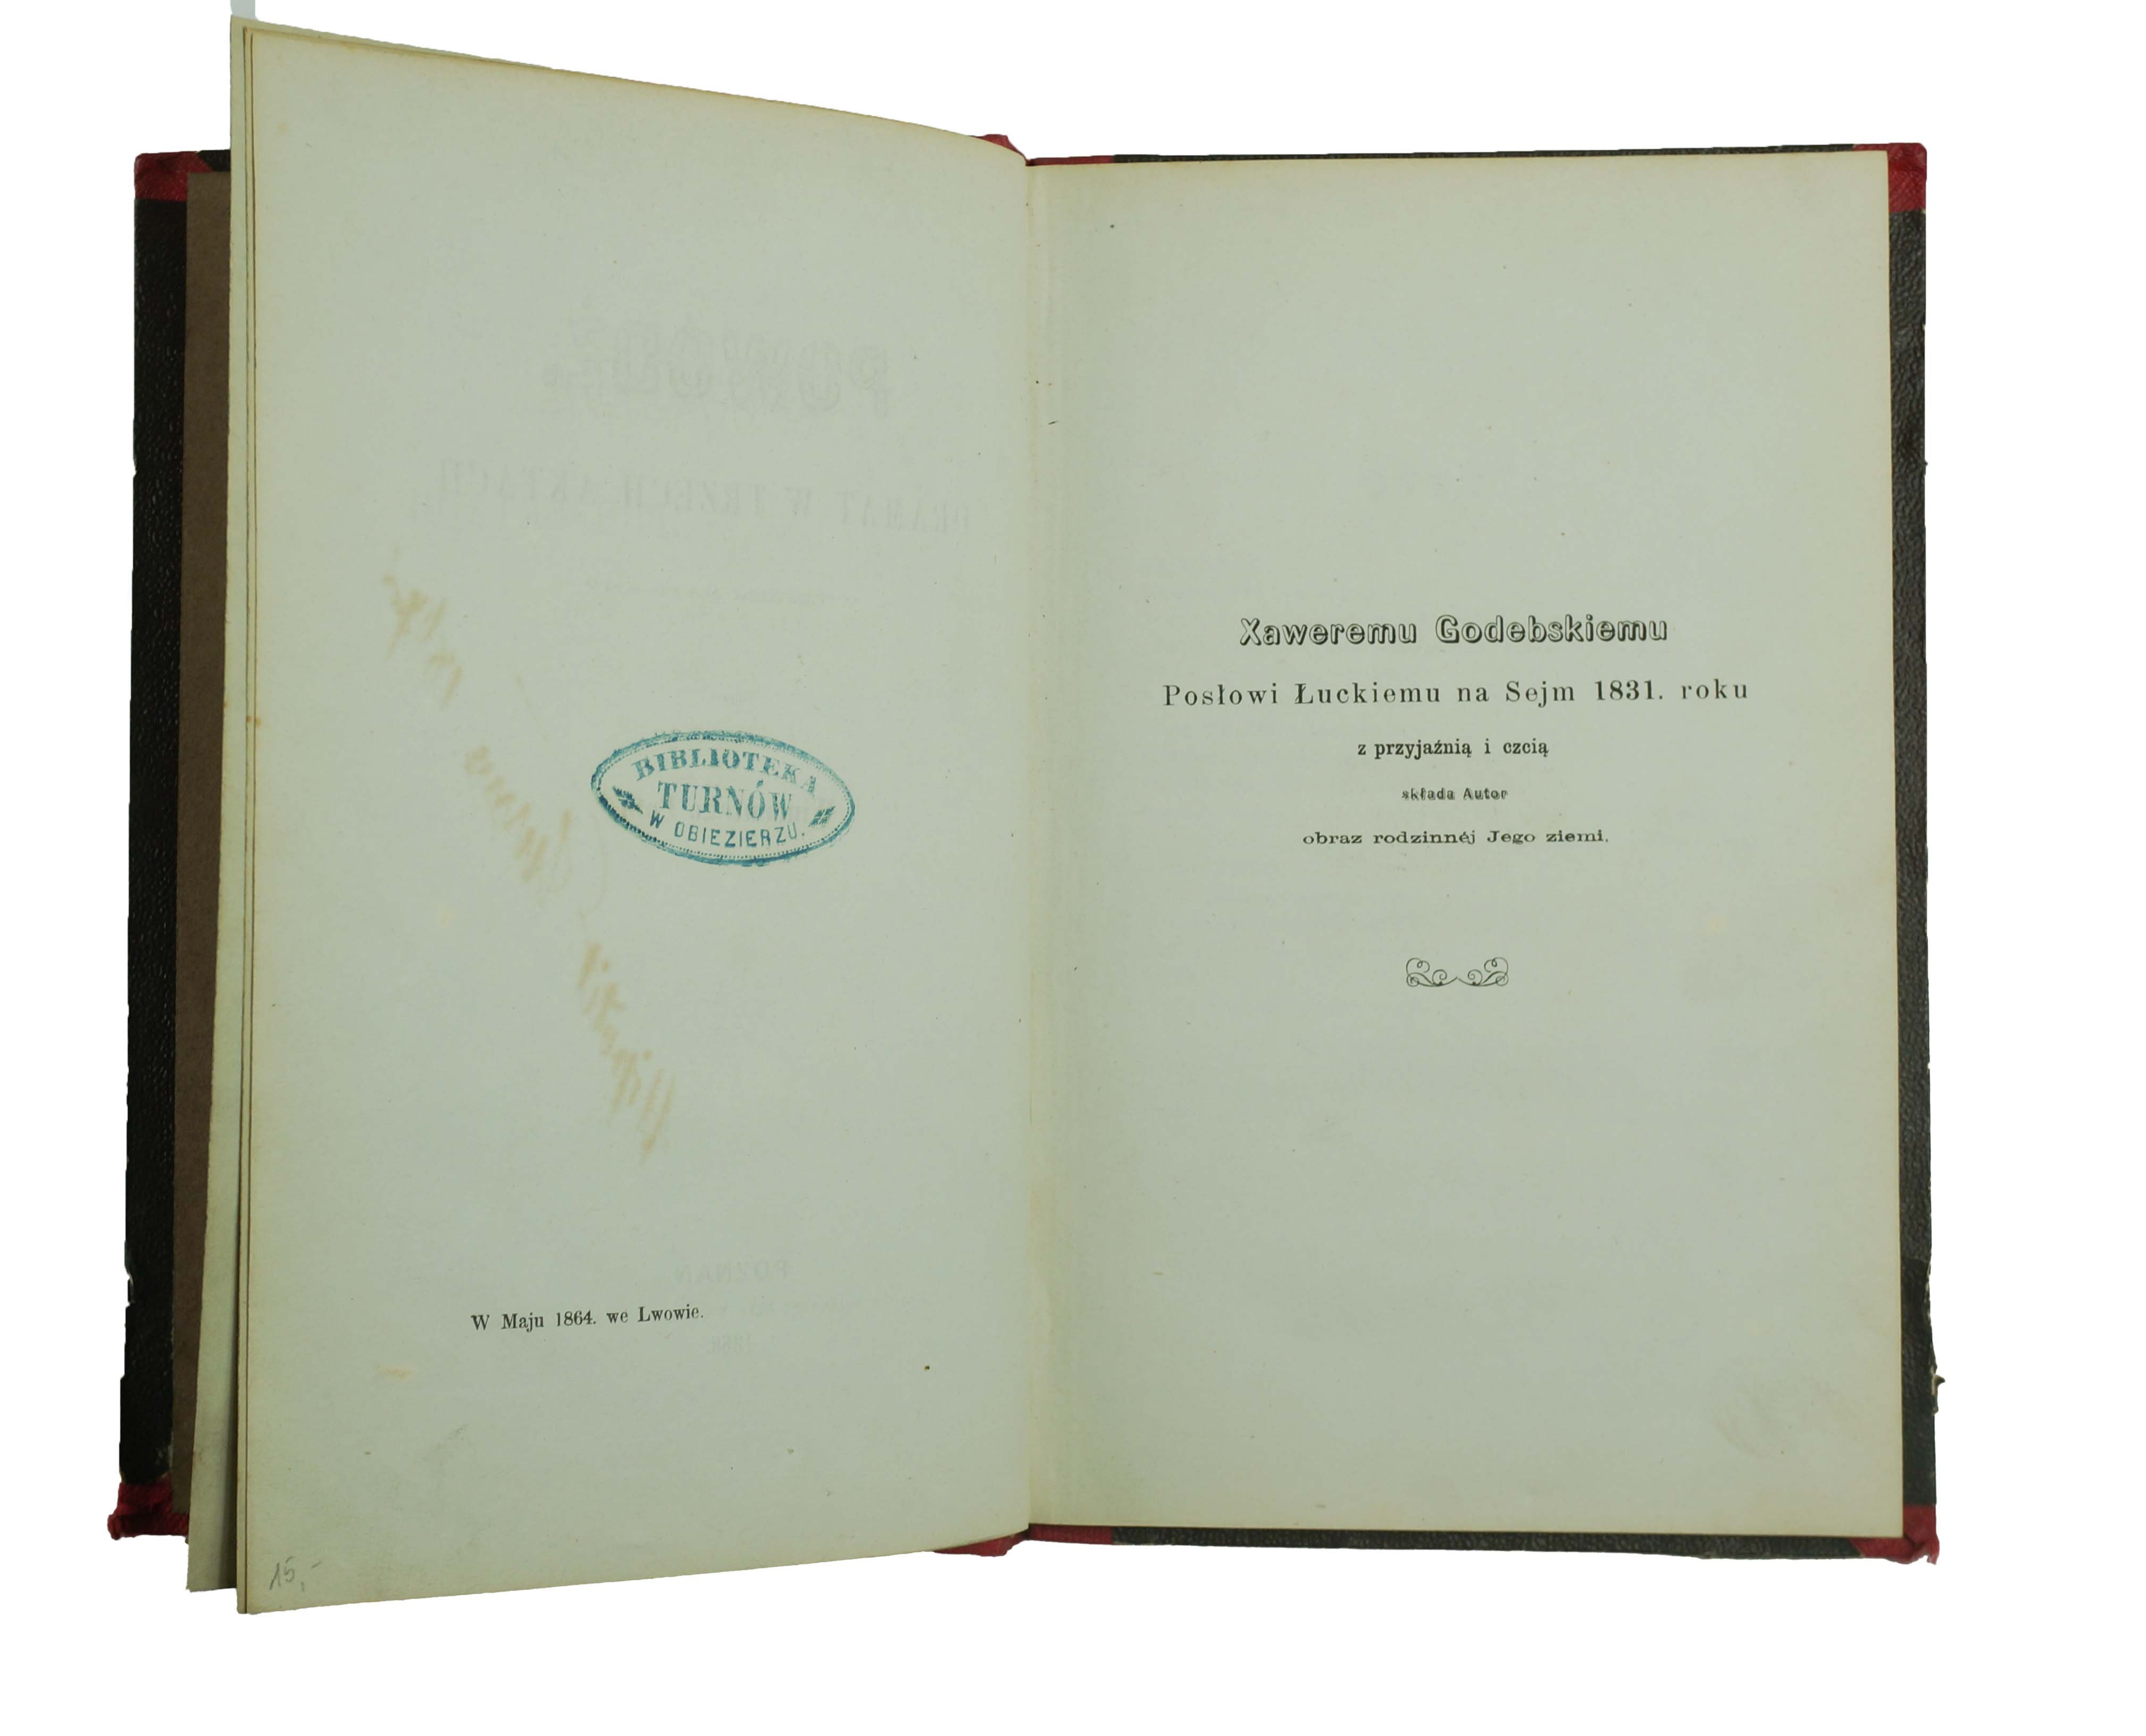 BIBLIOTEKA
TURNÓW
W OBIEZIERZU.
W Maju 1864. we Lwowie.
15,-
Xaweremu Godebskiemu
Posłowi Łuckiemu na Sejm 1831. roku
z przyjaźnią i czcią
składa Autor
obraz rodzinnéj Jego ziemi.